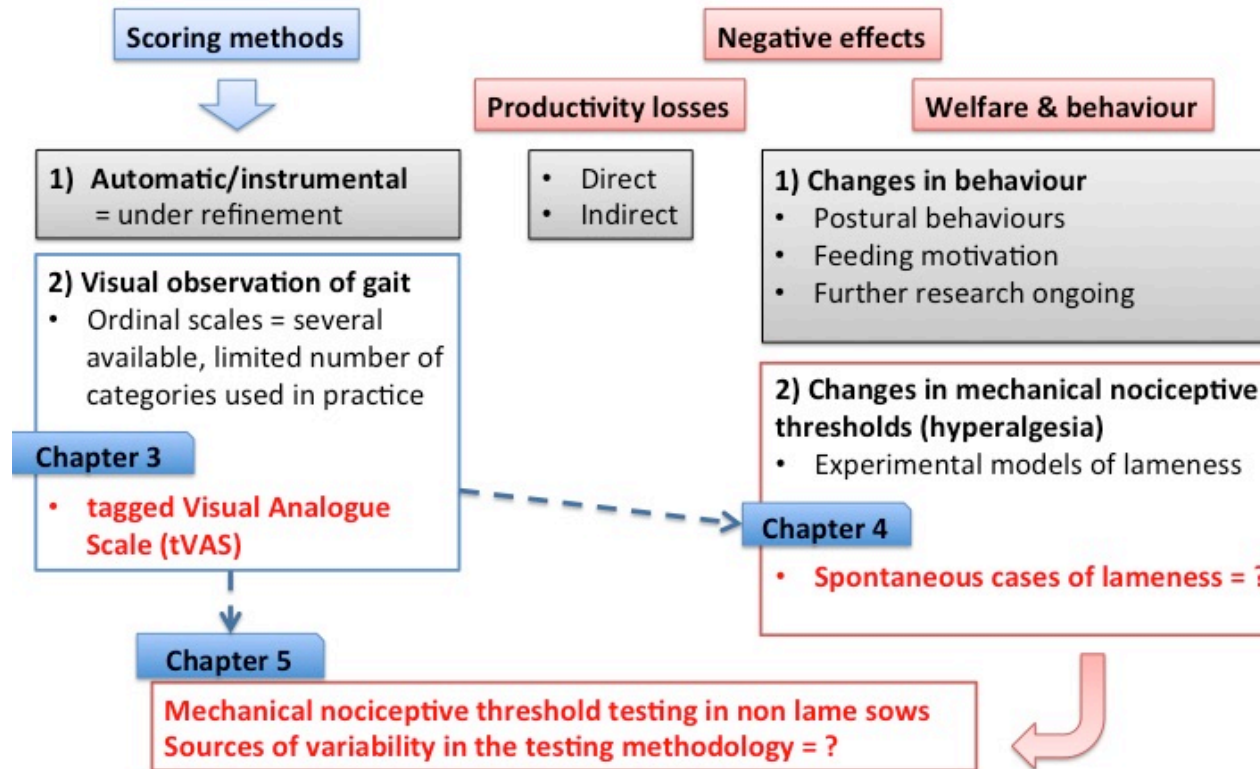 Scoring methods
1) Automatic/instrumental
= under refinement
2) Visual observation of gait
• Ordinal scales = several
available, limited number of
categories used in practice
Chapter 3
• tagged Visual Analogue
Scale (tVAS)
Negative effects
Productivity losses
• Direct
• Indirect
Welfare & behaviour
1) Changes in behaviour
• Postural behaviours
• Feeding motivation
• Further research ongoing
2) Changes in mechanical nociceptive
thresholds (hyperalgesia)
• Experimental models of lameness
Chapter 4
• Spontaneous cases of lameness = ?
Chapter 5
Mechanical nociceptive threshold testing in non lame sows
Sources of variability in the testing methodology = ?